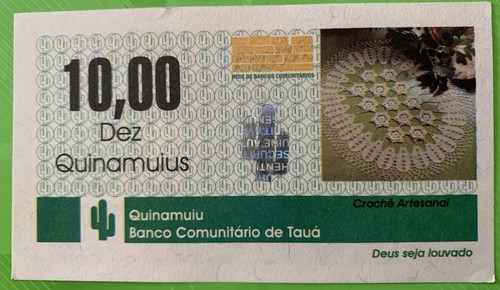 10,00
Dez
Quinamuius
REDE DE BANCOS COMUNITÁRIOS
Crochê Artesanal
Quinamuiu
Banco Comunitário de Tauá
Deus seja louvado